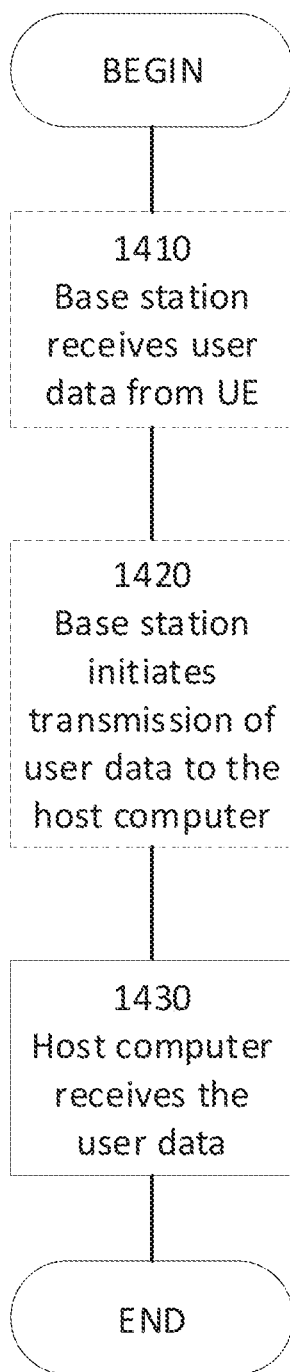 BEGIN
1410
Base station
receives user
data from UE
1420
Base station
initiates
transmission of
user data to the
host computer
1430
Host computer
receives the
user data
END